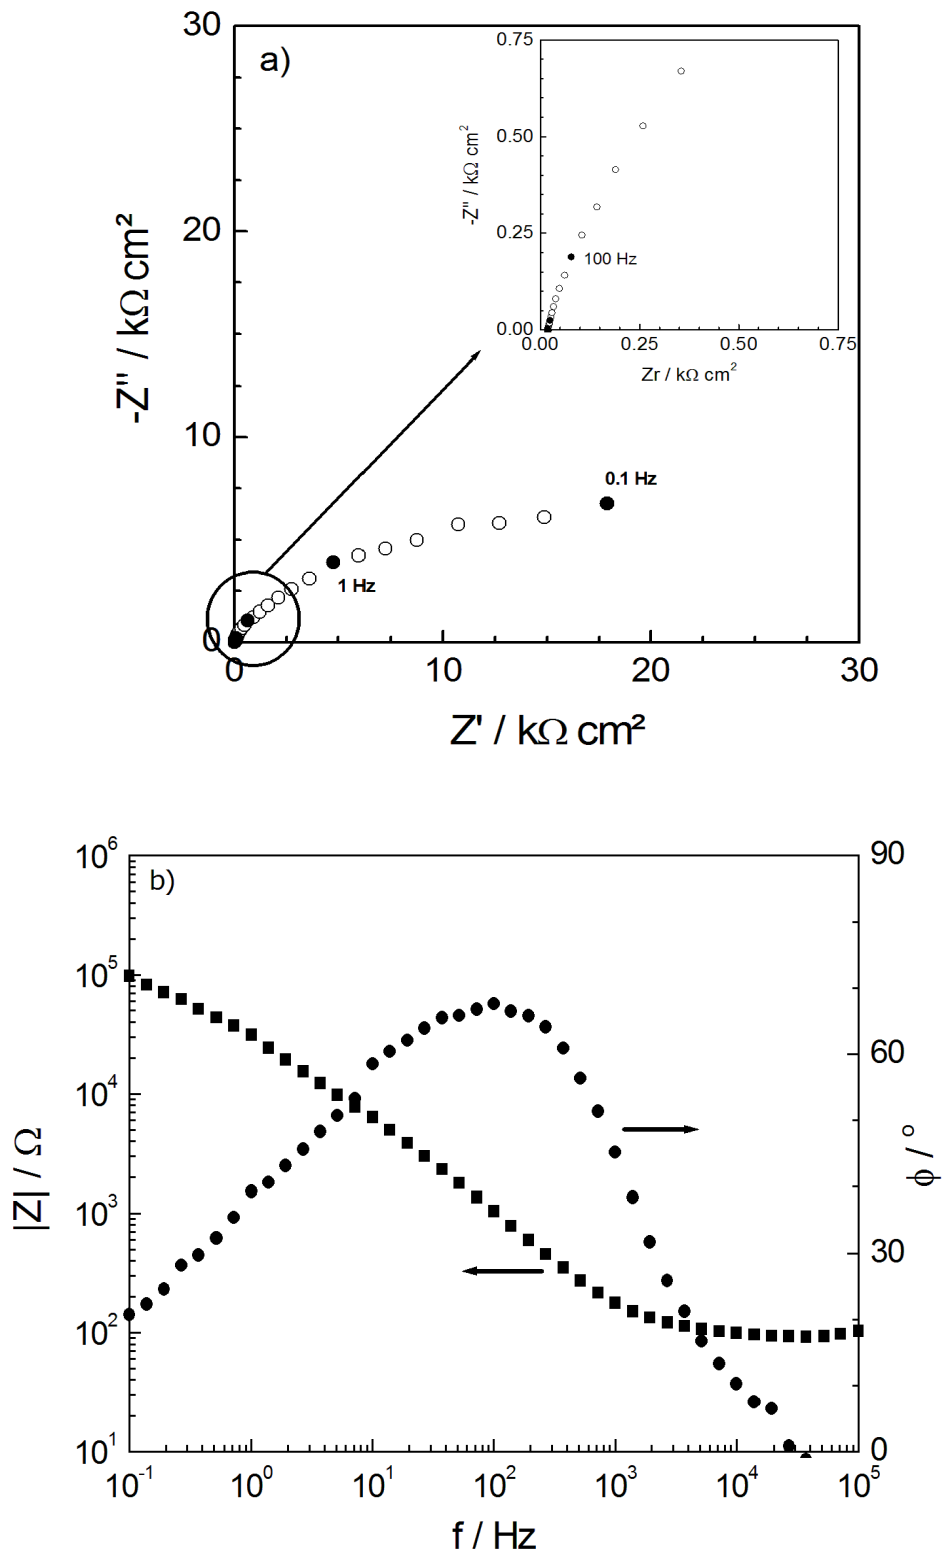 a)
30
20
10
0
-Z'' / kΩ cm²
0
10
20
30
Z' / kΩ cm²
0.1 Hz
1 Hz
0.75
0.50
0.25
0.00
-Z'' / kΩ cm²
100 Hz
0.00
0.25
0.50
0.75
Zr / kΩ cm²
b)
10⁶
10⁵
10⁴
10³
10²
10¹
|Z| / Ω
90
60
30
0
ϕ / °
10⁻¹
10⁰
10¹
10²
10³
10⁴
10⁵
f / Hz